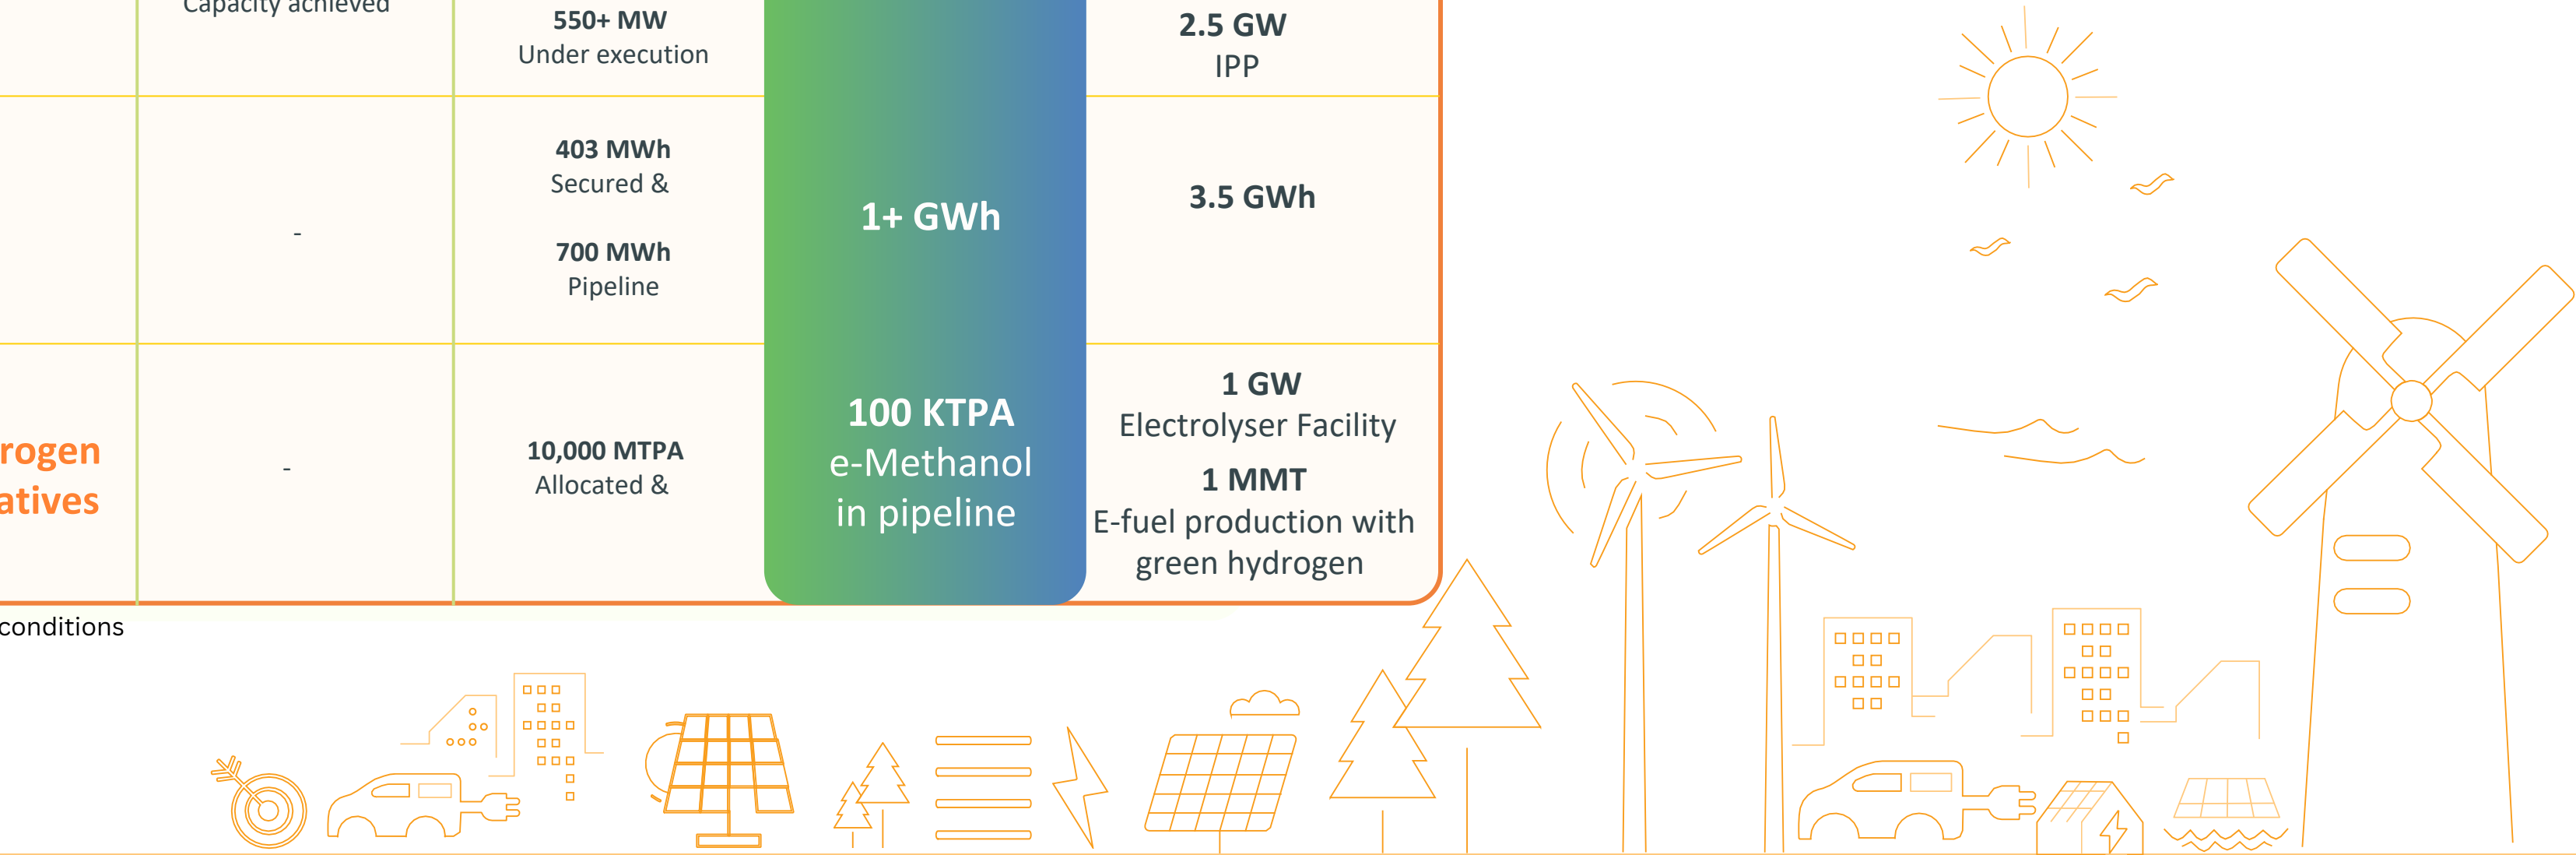 Capacity achieved
550+ MW
Under execution
2.5 GW
IPP
-
403 MWh
Secured &
700 MWh
Pipeline
1+ GWh
3.5 GWh
rogen
atives
-
10,000 MTPA
Allocated &
100 KTPA
e-Methanol
in pipeline
1 GW
Electrolyser Facility
1 MMT
E-fuel production with
green hydrogen
conditions